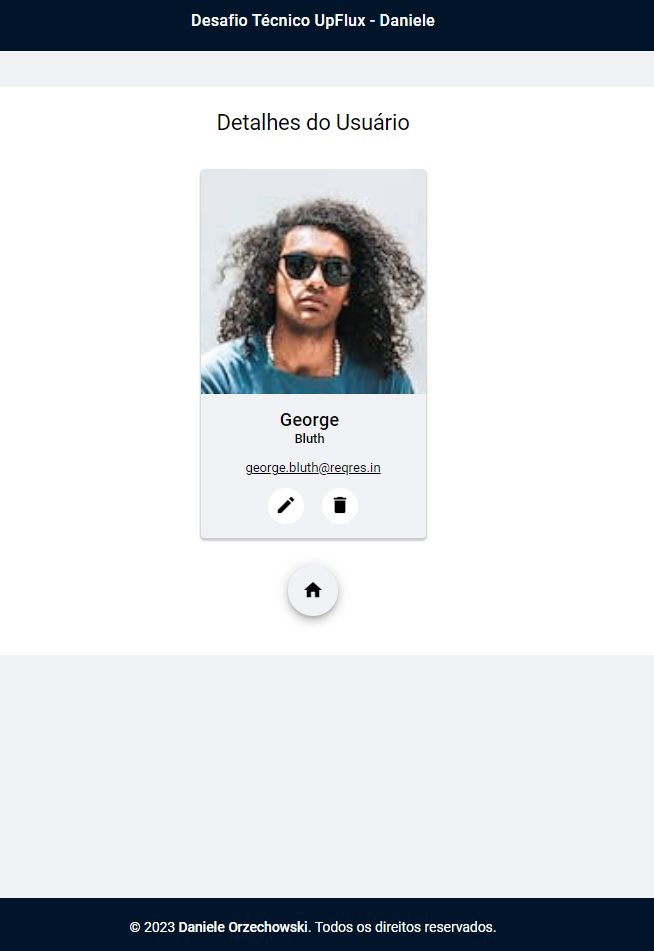 Desafio Técnico UpFlux - Daniele
Detalhes do Usuário
George
Bluth
george.bluth@reqres.in
© 2023 Daniele Orzechowski. Todos os direitos reservados.